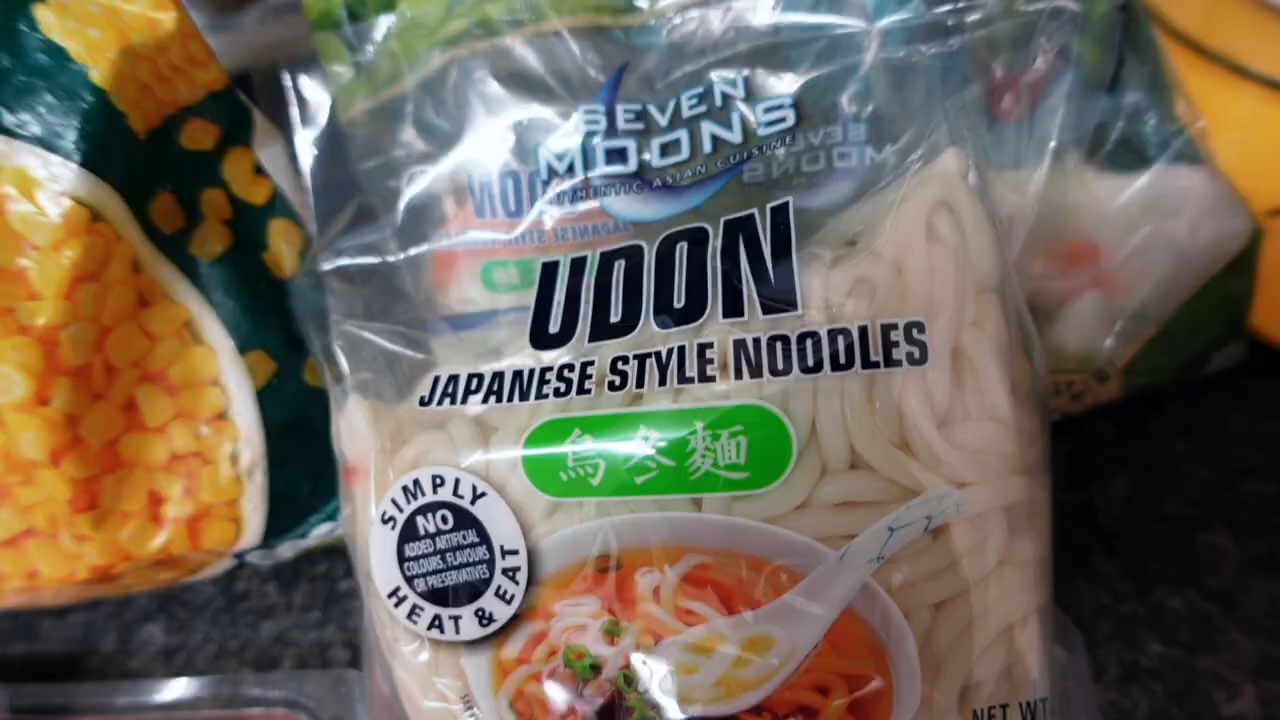 SEVEN
MOONS
AUTHENTIC ASIAN CUISINE
UDON
JAPANESE STYLE NOODLES
烏冬麵
SIMPLY
NO
ADDED ARTIFICIAL
COLOURS, FLAVOURS
OR PRESERVATIVES
HEAT & EAT
NET WT